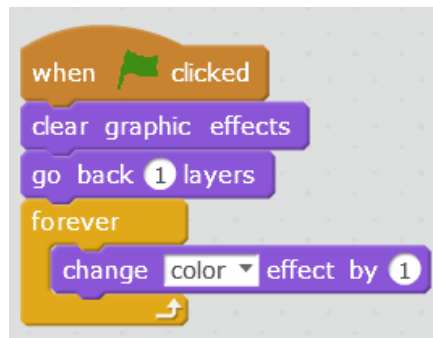 when clicked
clear graphic effects
go back 1 layers
forever
change color effect by 1